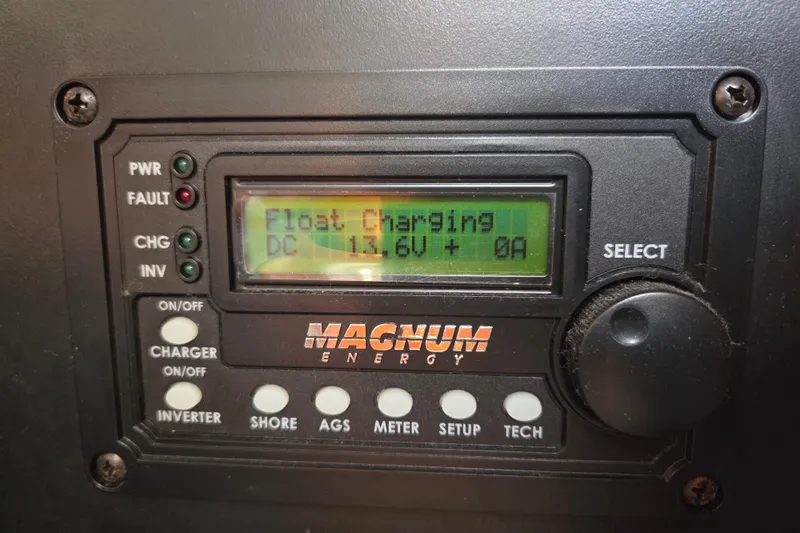 PWR
FAULT
CHG
INV
Float Charging
DC 13.6V + 0A
SELECT
ON/OFF
CHARGER
ON/OFF
INVERTER
MAGNUM
ENERGY
SHORE
AGS
METER
SETUP
TECH